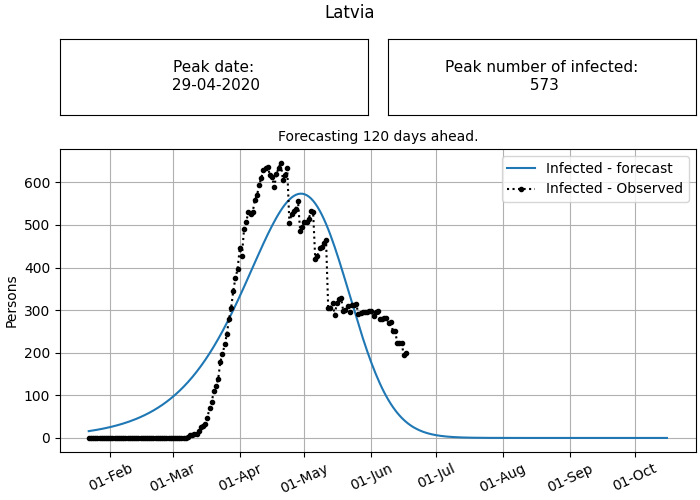 Latvia
Peak date:
29-04-2020
Peak number of infected:
573
Forecasting 120 days ahead.
Infected - forecast
Infected - Observed
Persons
600
500
400
300
200
100
0
01-Feb
01-Mar
01-Apr
01-May
01-Jun
01-Jul
01-Aug
01-Sep
01-Oct